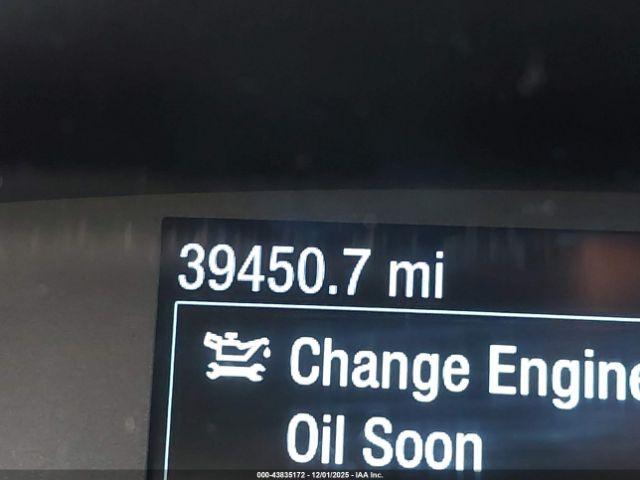 39450.7 mi
Change Engine
Oil Soon
000-43835172 - 12/01/2025 - IAA Inc.